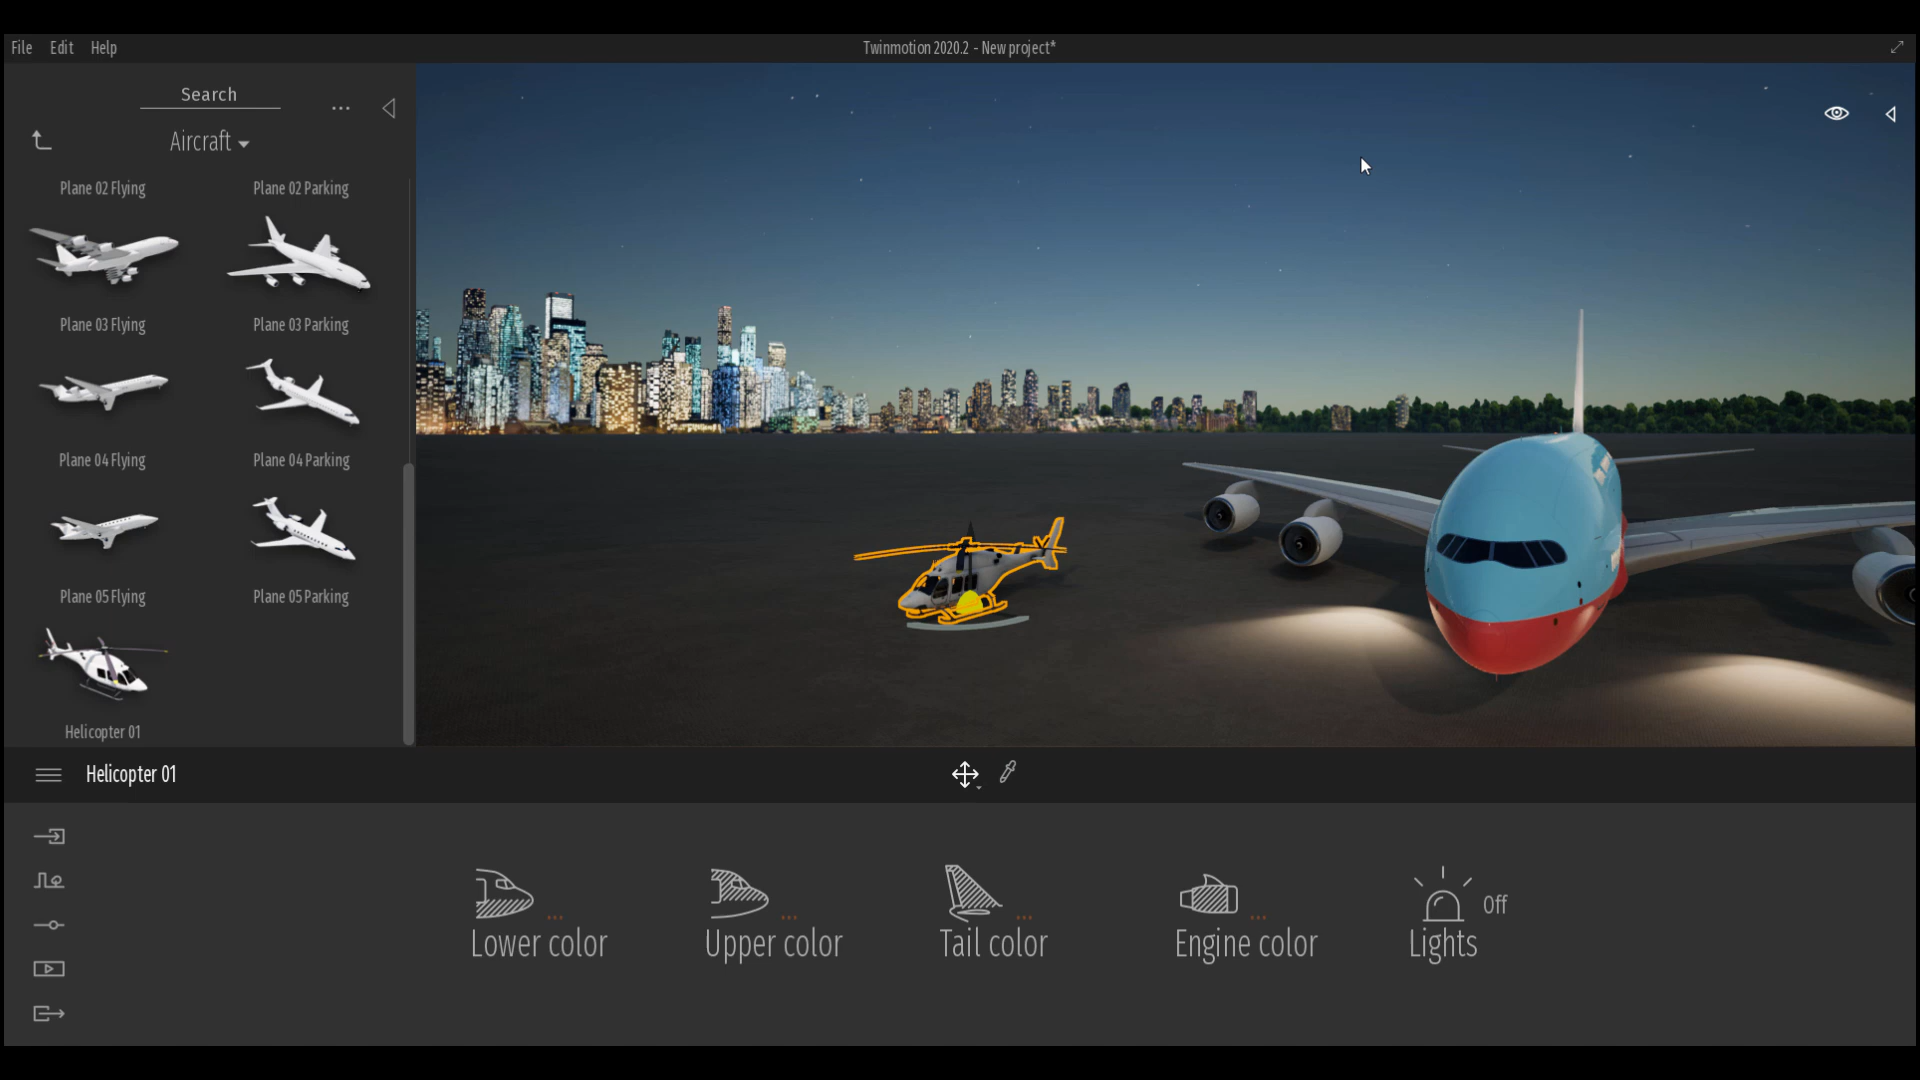 File Edit Help
Twinmotion 2020.2 - New project*
Search
Aircraft
Plane 02 Flying
Plane 02 Parking
Plane 03 Flying
Plane 03 Parking
Plane 04 Flying
Plane 04 Parking
Plane 05 Flying
Plane 05 Parking
Helicopter 01
Helicopter 01
Lower color
Upper color
Tail color
Engine color
Off
Lights